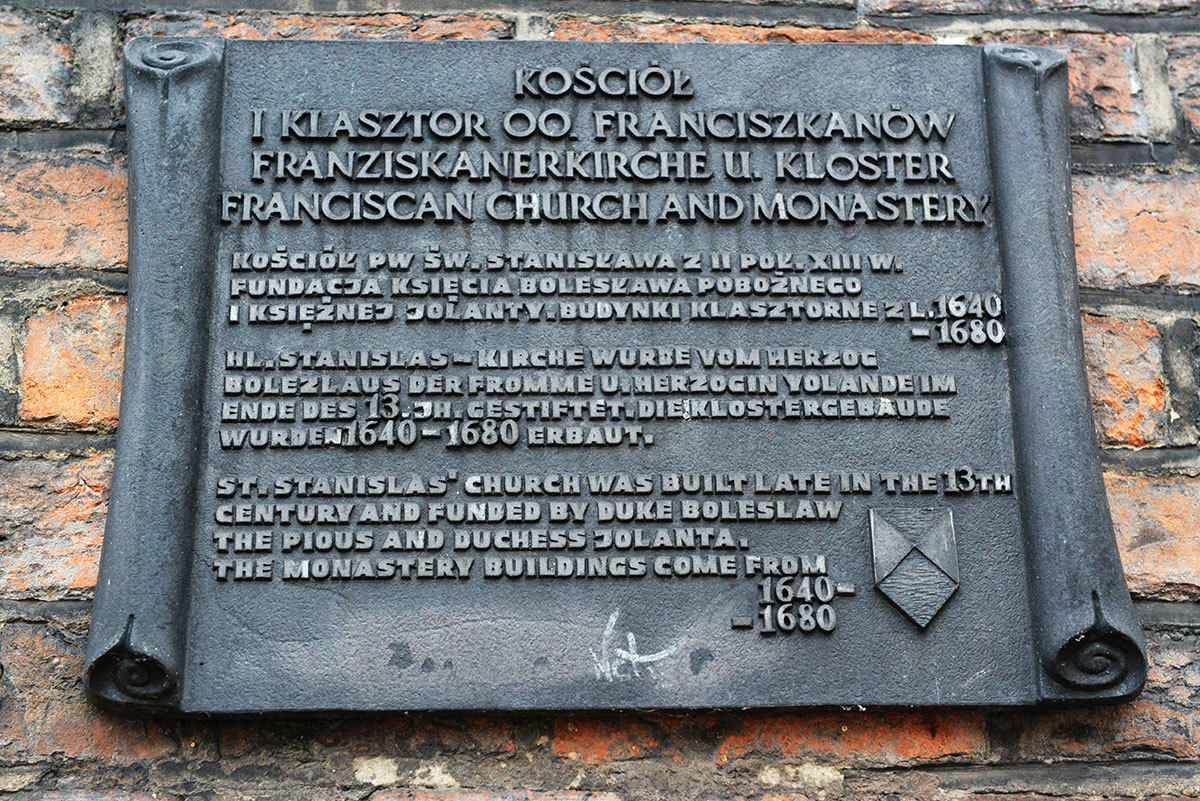 KOŚCIÓŁ
I KLASZTOR OO. FRANCISZKANÓW
FRANZISKANERKIRCHE U. KLOSTER
FRANCISCAN CHURCH AND MONASTERY
KOŚCIÓŁ PW ŚW. STANISŁAWA Z II POŁ. XIII W.
FUNDACJA KSIĘCIA BOLESŁAWA POBOŻNEGO
I KSIĘŻNEJ JOLANTY. BUDYNKI KLASZTORNE Z L. 1640
- 1680
HL. STANISLAS - KIRCHE WURBE VOM HERZOG
BOLEZLAUS DER FROMME U. HERZOGIN YOLANDE IM
ENDE DES 13. JH. GESTIFTET. DIE KLOSTERGEBÄUDE
WURDEN 1640 - 1680 ERBAUT.
ST. STANISLAS' CHURCH WAS BUILT LATE IN THE 13TH
CENTURY AND FUNDED BY DUKE BOLESLAW
THE PIOUS AND DUCHESS JOLANTA.
THE MONASTERY BUILDINGS COME FROM
1640 -
- 1680